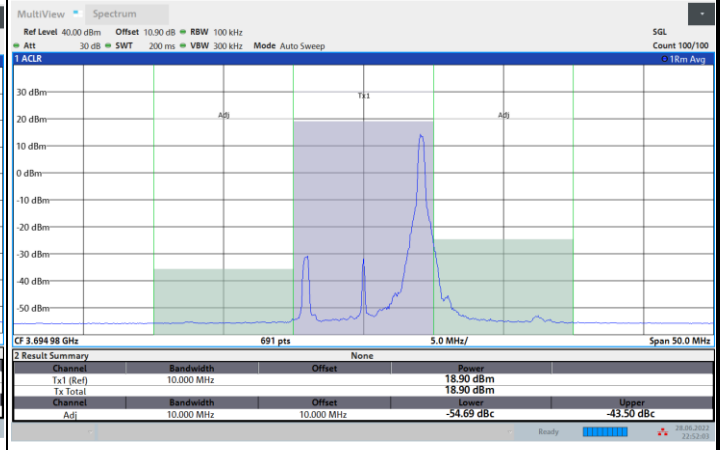 MultiView Spectrum
Ref Level 40.00 dBm Offset 10.90 dB RBW 100 kHz SGL
Att 30 dB SWT 200 ms VBW 300 kHz Mode Auto Sweep Count 100/100
1 ACLR 1Rm Avg
Tx1
30 dBm
Adj Adj
20 dBm
10 dBm
0 dBm
-10 dBm
-20 dBm
-30 dBm
-40 dBm
-50 dBm
CF 3.694 98 GHz 691 pts 5.0 MHz/ Span 50.0 MHz
2 Result Summary None
Channel Bandwidth Offset Power
Tx1 (Ref) 10.000 MHz 18.90 dBm
Tx Total 18.90 dBm
Channel Bandwidth Offset Lower Upper
Adj 10.000 MHz 10.000 MHz -54.69 dBc -43.50 dBc
Ready 28.06.2022
22:52:03